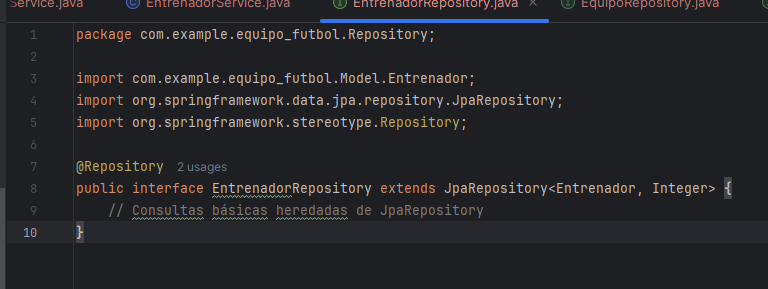 Service.java EntrenadorService.java EntrenadorRepository.java × EquipoRepository.java
1 package com.example.equipo_futbol.Repository;
2
3 import com.example.equipo_futbol.Model.Entrenador;
4 import org.springframework.data.jpa.repository.JpaRepository;
5 import org.springframework.stereotype.Repository;
6
7 @Repository 2 usages
8 public interface EntrenadorRepository extends JpaRepository<Entrenador, Integer> {
9 // Consultas básicas heredadas de JpaRepository
10 }